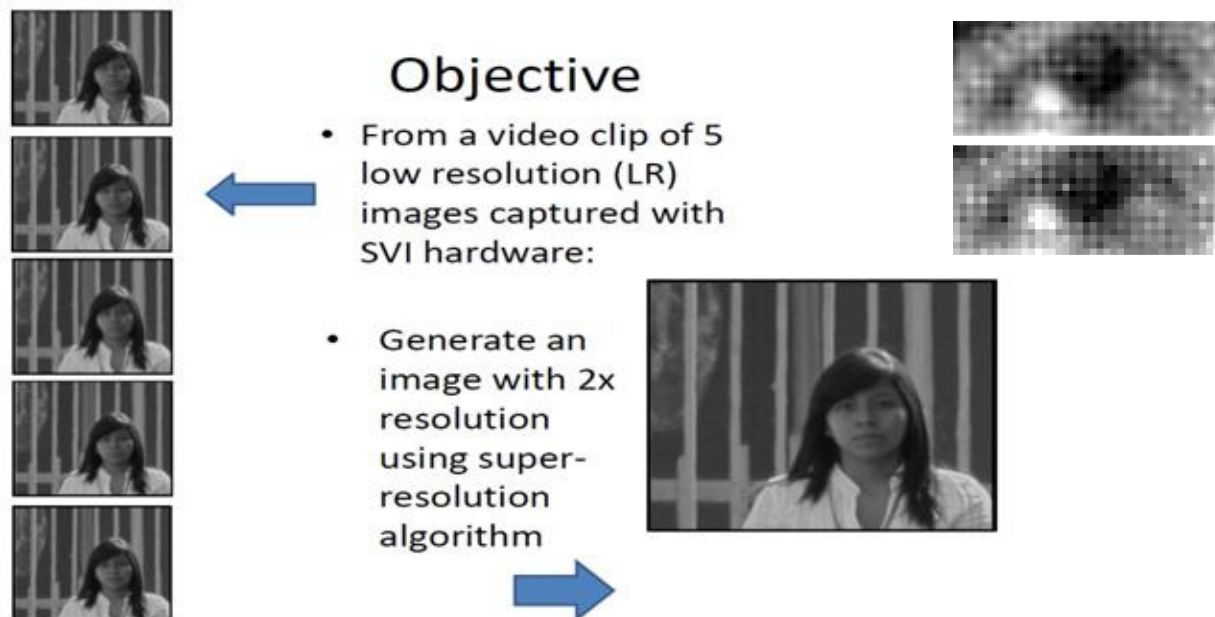 Objective
• From a video clip of 5
low resolution (LR)
images captured with
SVI hardware:
• Generate an
image with 2x
resolution
using super-
resolution
algorithm